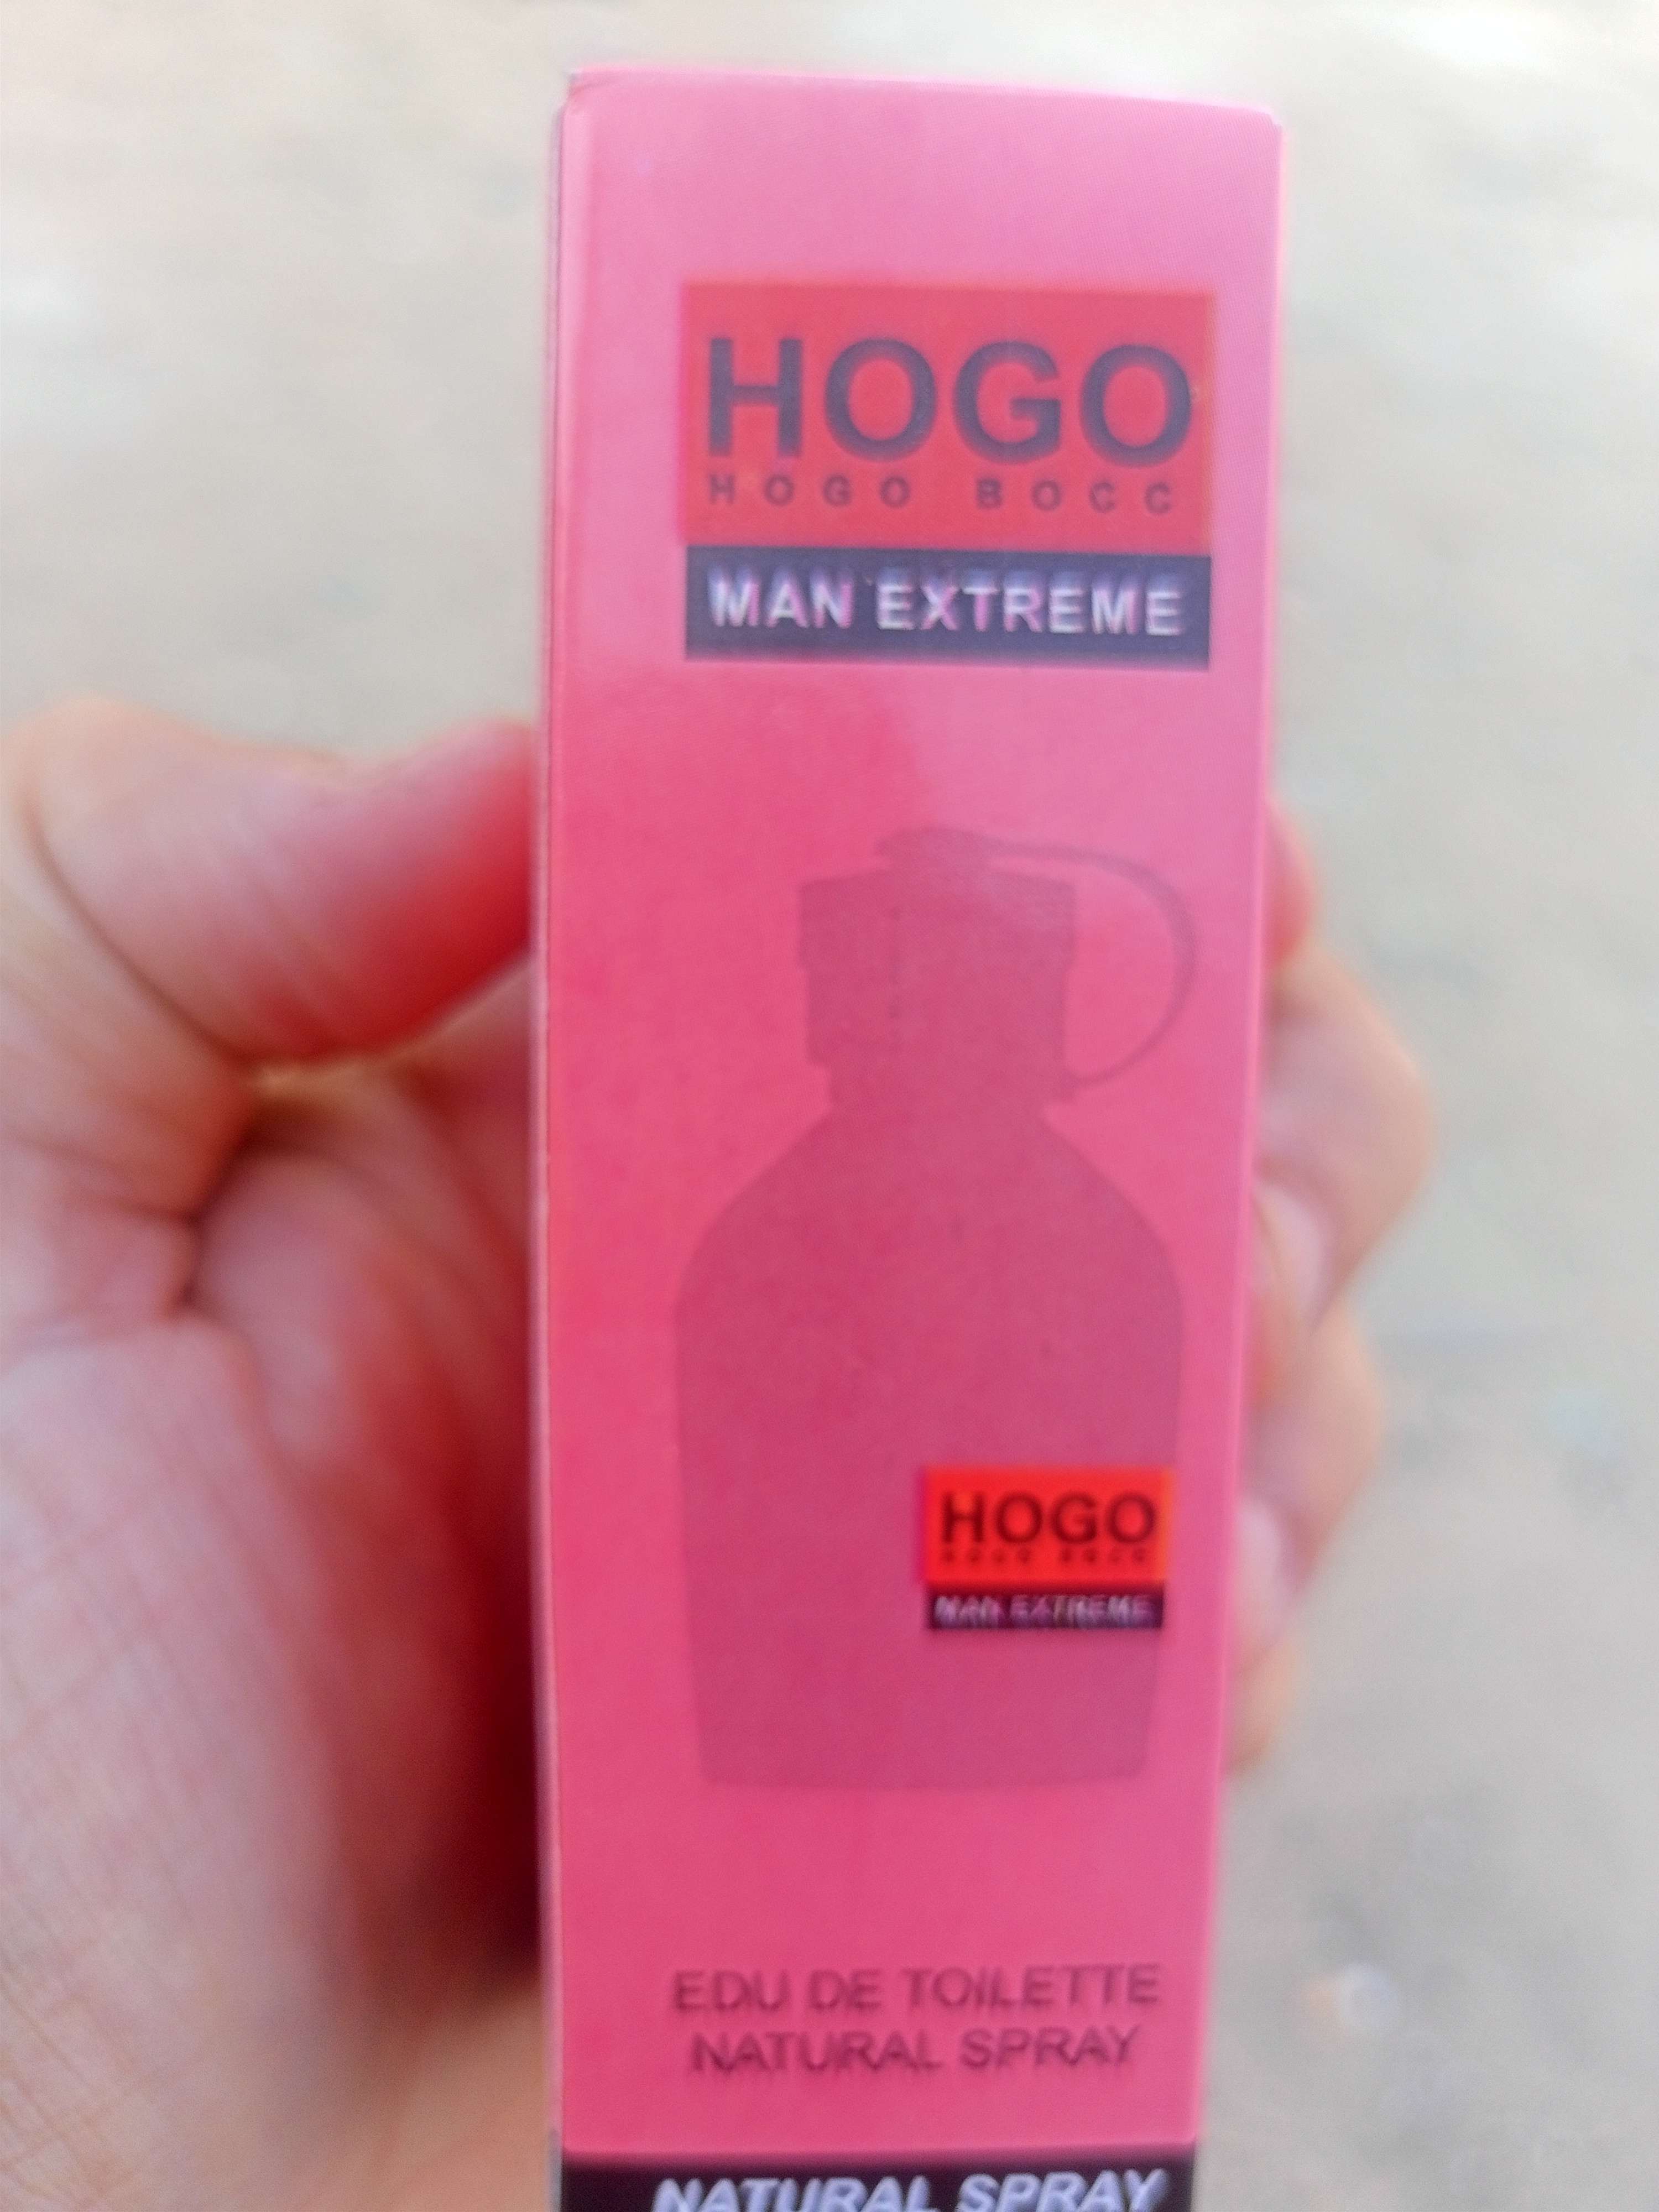 HOGO
HOGO BOCC
MAN EXTREME
HOGO
MAN EXTREME
EDU DE TOILETTE
NATURAL SPRAY
NATURAL SPRAY